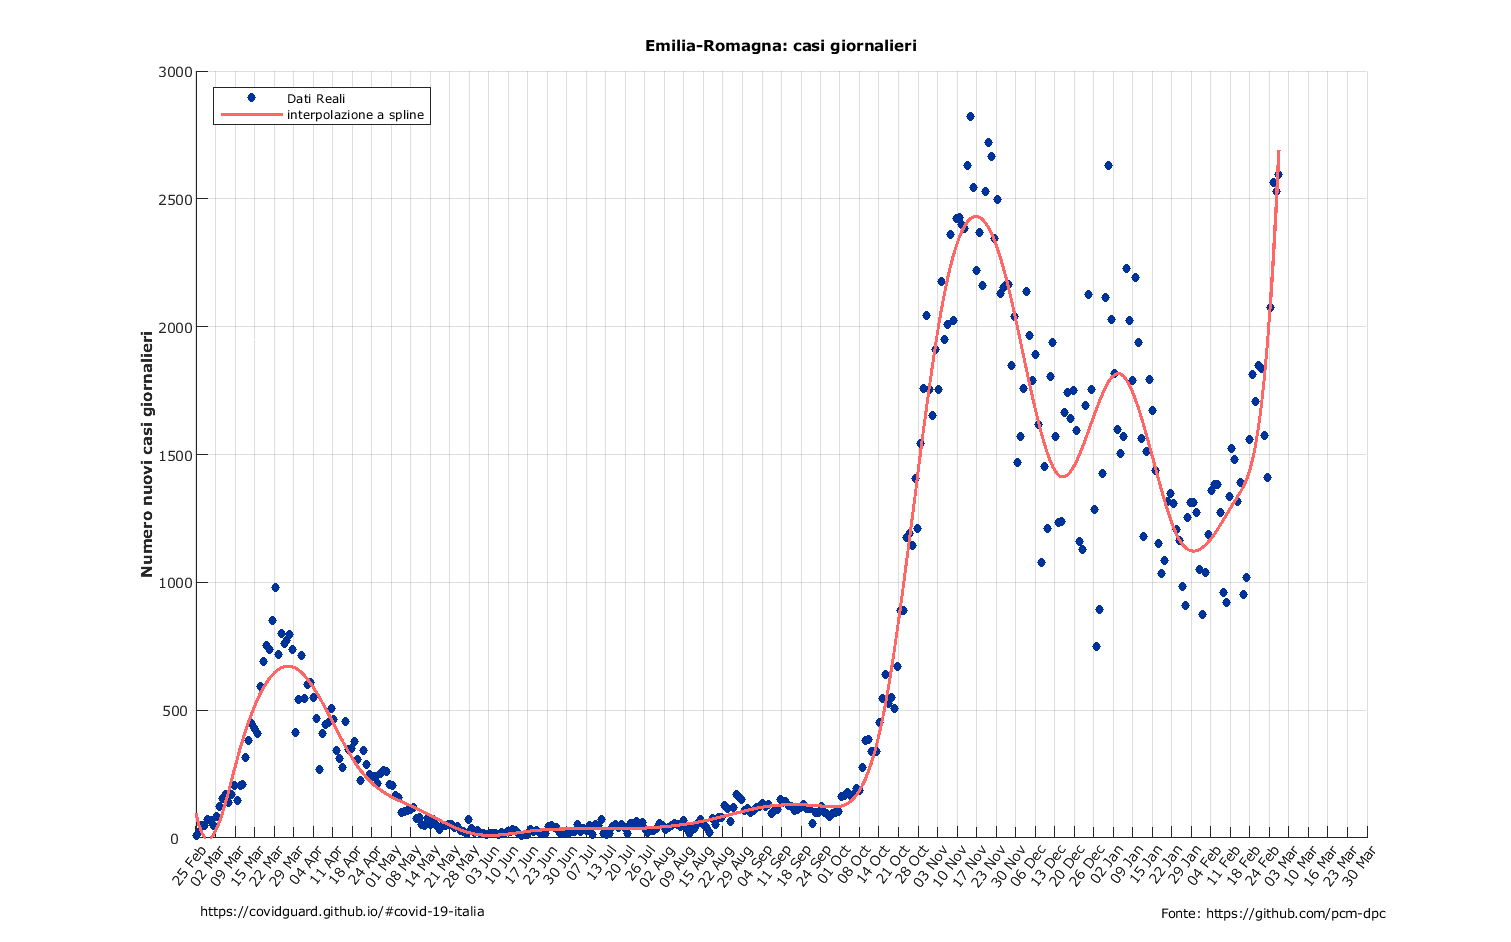 Emilia-Romagna: casi giornalieri
Dati Reali
interpolazione a spline
Numero nuovi casi giornalieri
3000
2500
2000
1500
1000
500
0
25 Feb
02 Mar
09 Mar
15 Mar
22 Mar
29 Mar
04 Apr
11 Apr
18 Apr
24 Apr
01 May
08 May
14 May
21 May
28 May
03 Jun
10 Jun
17 Jun
23 Jun
30 Jun
07 Jul
13 Jul
20 Jul
26 Jul
02 Aug
09 Aug
15 Aug
22 Aug
29 Aug
04 Sep
11 Sep
18 Sep
24 Sep
01 Oct
08 Oct
14 Oct
21 Oct
28 Oct
03 Nov
10 Nov
17 Nov
23 Nov
30 Nov
06 Dec
13 Dec
20 Dec
26 Dec
02 Jan
09 Jan
15 Jan
22 Jan
29 Jan
04 Feb
11 Feb
18 Feb
24 Feb
03 Mar
10 Mar
16 Mar
23 Mar
30 Mar
https://covidguard.github.io/#covid-19-italia
Fonte: https://github.com/pcm-dpc